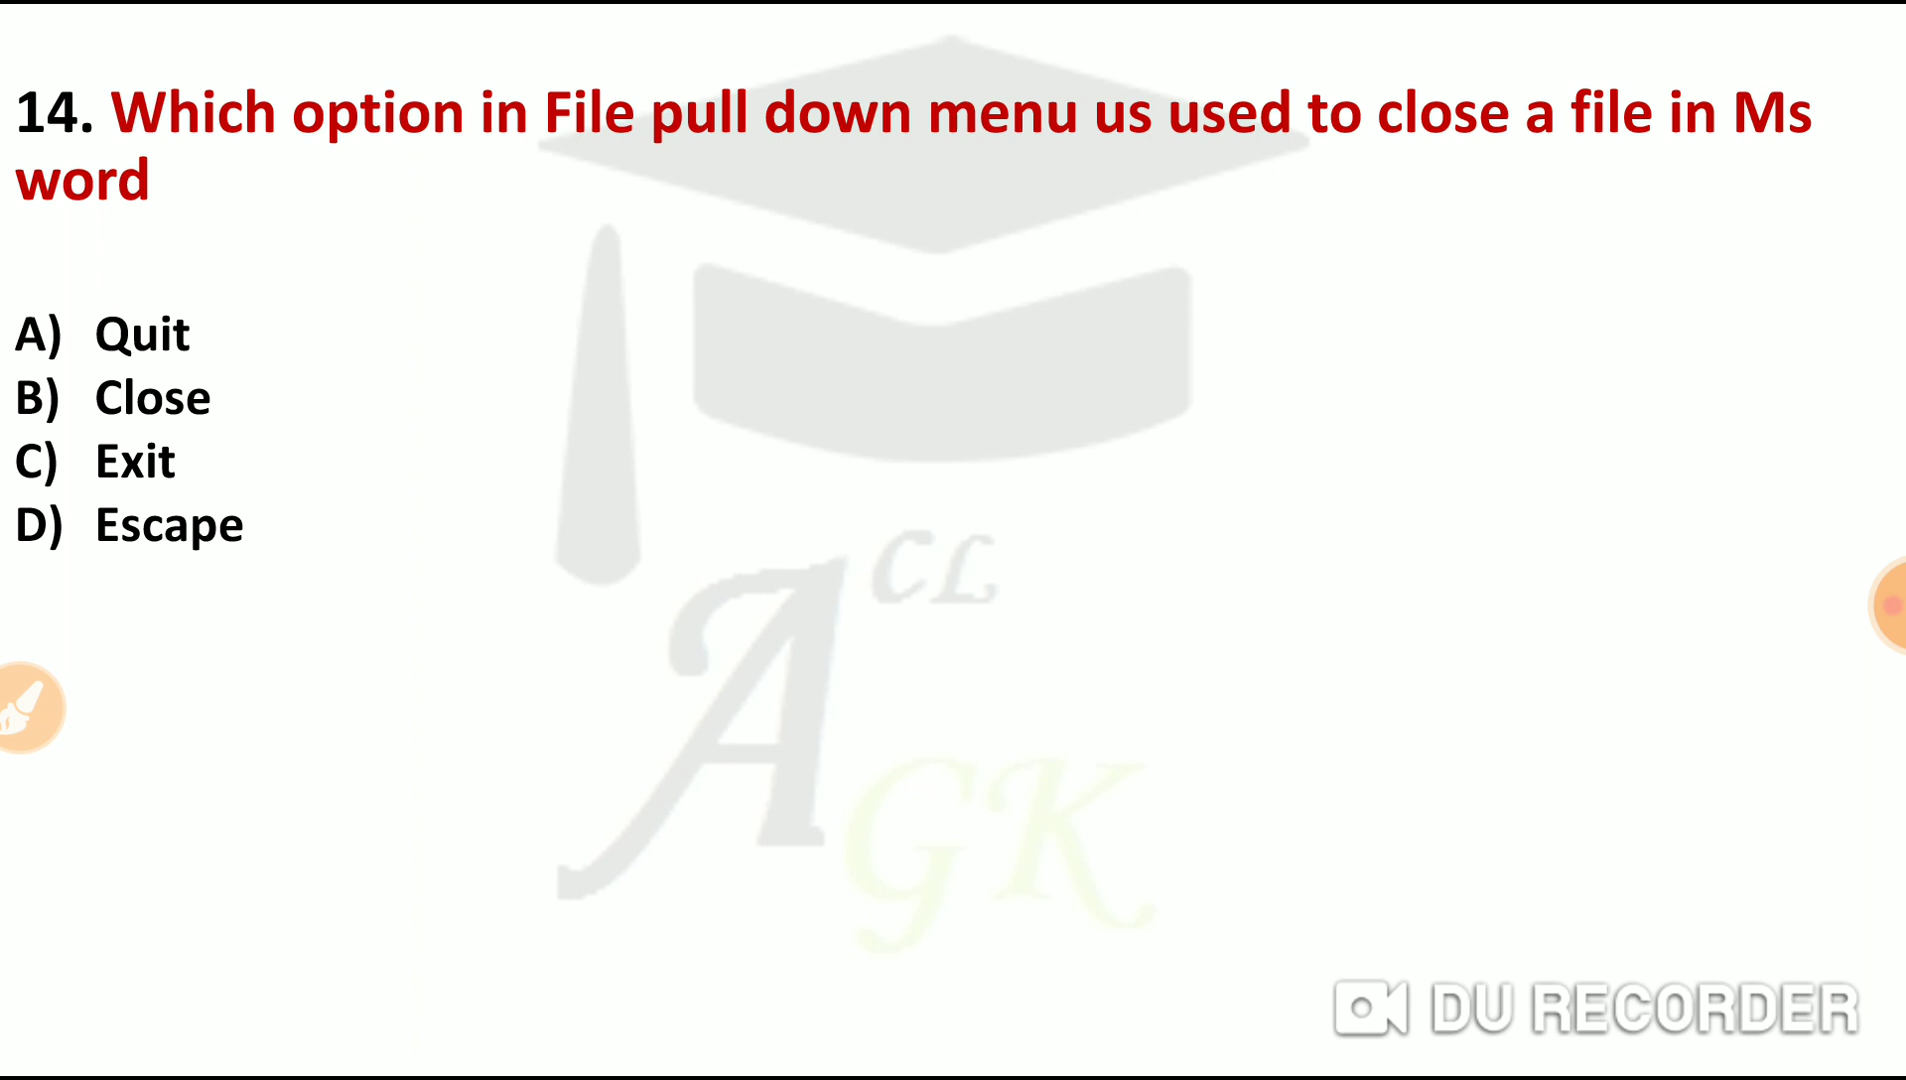 14. Which option in File pull down menu us used to close a file in Ms
word
A) Quit
B) Close
C) Exit
D) Escape
A CL
GK
DU RECORDER